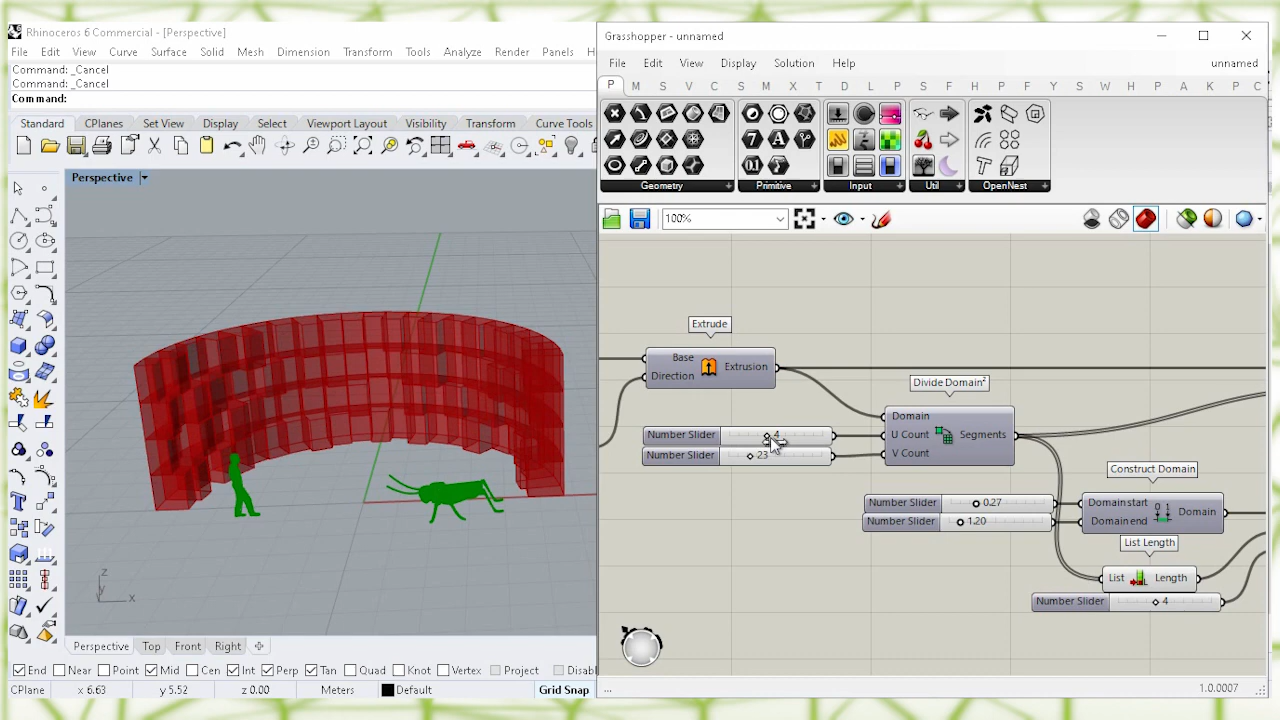 Rhinoceros 6 Commercial - [Perspective]
File Edit View Curve Surface Solid Mesh Dimension Transform Tools Analyze Render Panels H
Command: _Cancel
Command: _Cancel
Command:
Standard CPlanes Set View Display Select Viewport Layout Visibility Transform Curve Tools
Perspective
z
x
Perspective Top Front Right
End Near Point Mid Cen Int Perp Tan Quad Knot Vertex Project Disabl
CPlane x 6.63 y 5.52 z 0.00 Meters Default Grid Snap
Grasshopper - unnamed
File Edit View Display Solution Help unnamed
P M S V C S M X T D L P S F U S W H P A E F Y A K P C
Geometry Primitive Input Util OpenNest
100%
Extrude
Base
Direction
Extrusion
Divide Domain²
Domain
U Count
V Count
Segments
Number Slider 4
Number Slider 23
Construct Domain
Number Slider 0.27
Number Slider 1.20
Domain start
Domain end
Domain
List Length
List Length
Number Slider 4
... 1.0.0007